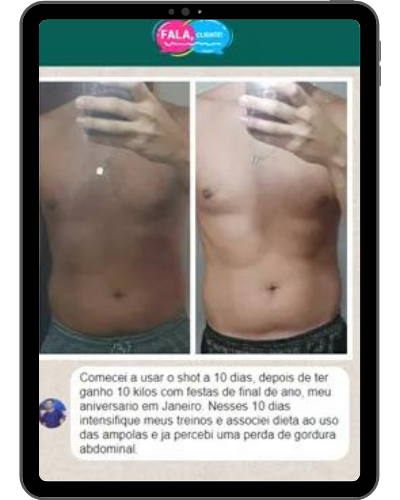 FALA, CLIENTE!
Comecei a usar o shot a 10 dias, depois de ter
ganho 10 kilos com festas de final de ano, meu
aniversario em Janeiro. Nesses 10 dias
intensifique meus treinos e associei dieta ao uso
das ampolas e ja percebi uma perda de gordura
abdominal.